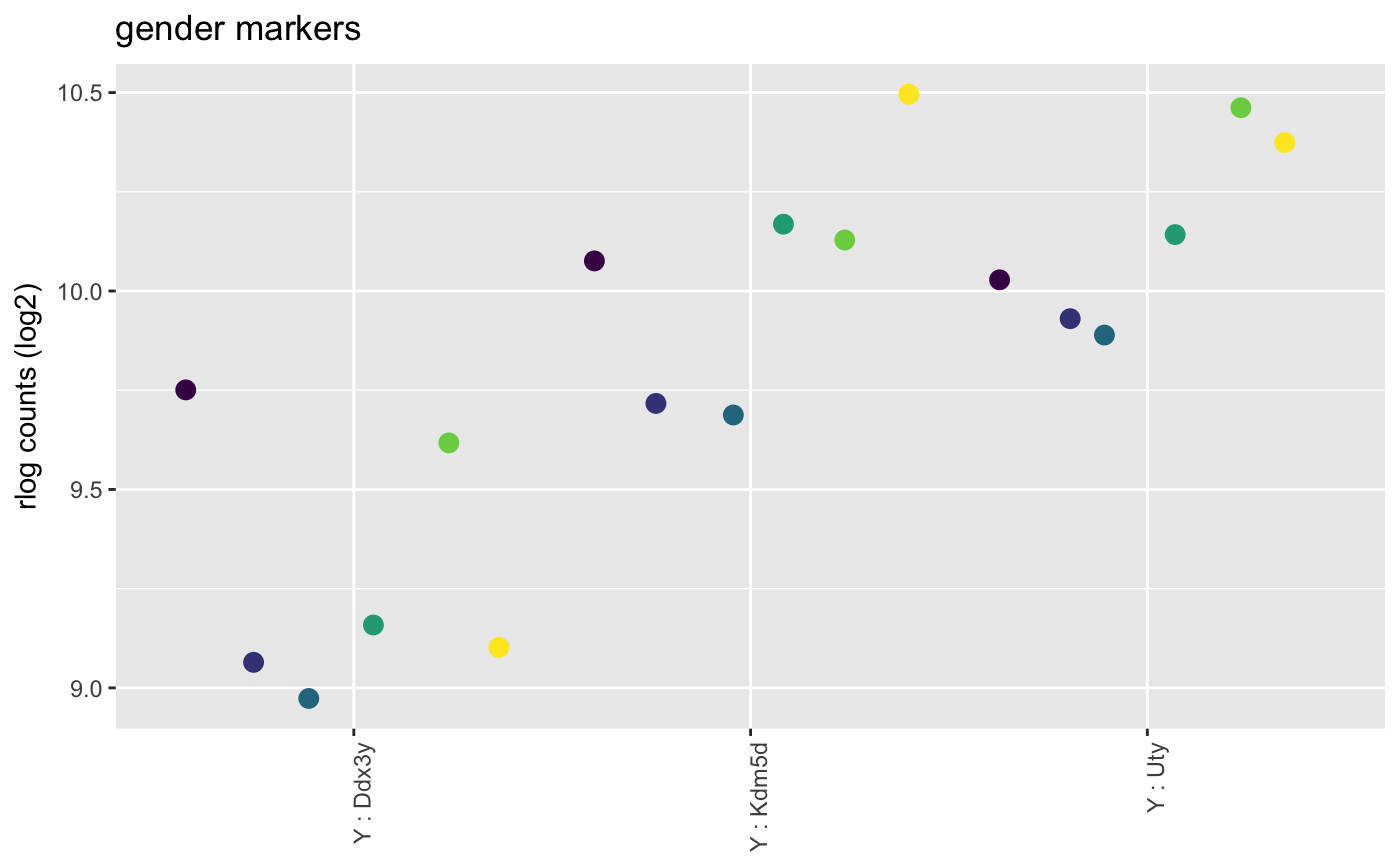 gender markers
rlog counts (log2)
10.5
10.0
9.5
9.0
Y : Ddx3y
Y : Kdm5d
Y : Uty